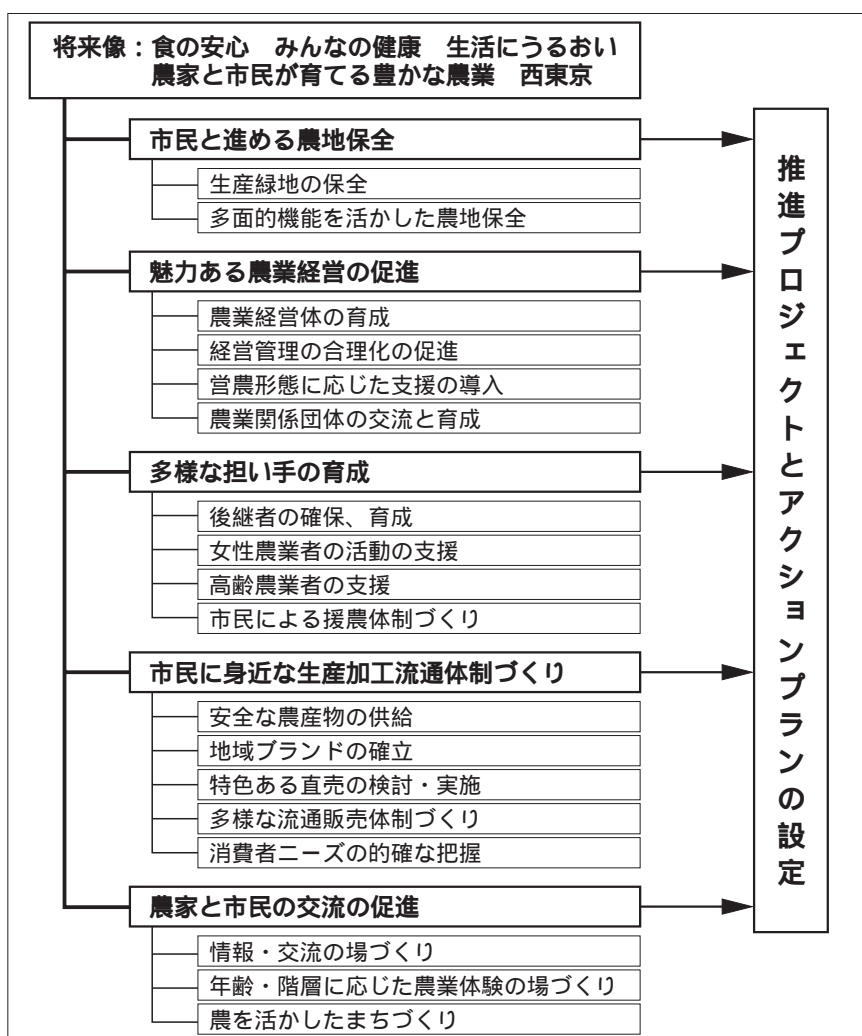 将来像：食の安心　みんなの健康　生活にうるおい
農家と市民が育てる豊かな農業　西東京
市民と進める農地保全
生産緑地の保全
多面的機能を活かした農地保全
魅力ある農業経営の促進
農業経営体の育成
経営管理の合理化の促進
営農形態に応じた支援の導入
農業関係団体の交流と育成
多様な担い手の育成
後継者の確保、育成
女性農業者の活動の支援
高齢農業者の支援
市民による援農体制づくり
市民に身近な生産加工流通体制づくり
安全な農産物の供給
地域ブランドの確立
特色ある直売の検討・実施
多様な流通販売体制づくり
消費者ニーズの的確な把握
農家と市民の交流の促進
情報・交流の場づくり
年齢・階層に応じた農業体験の場づくり
農を活かしたまちづくり
推進プロジェクトとアクションプランの設定